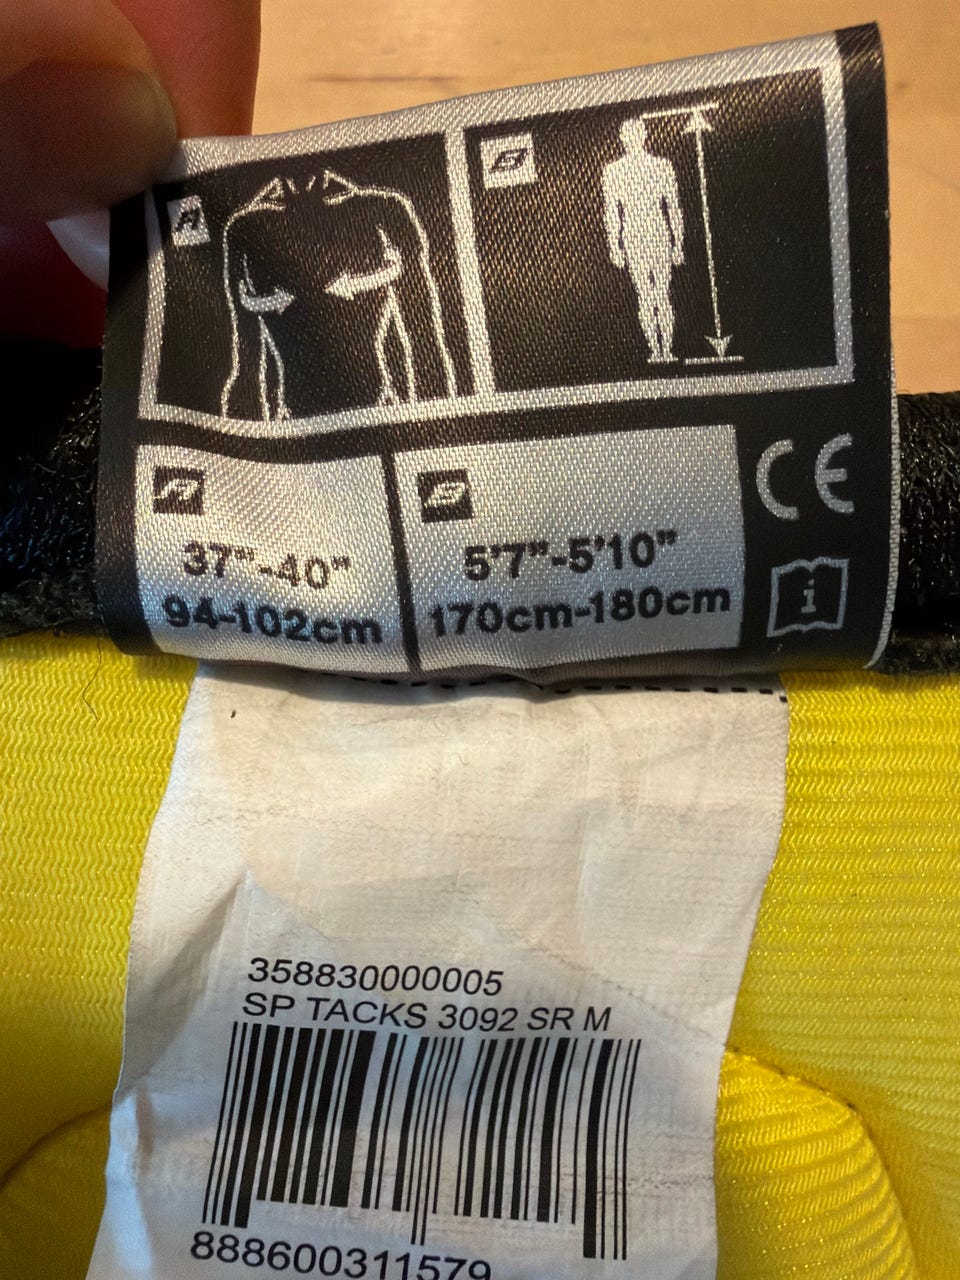 A
B
A
37"-40"
94-102cm
B
5'7"-5'10"
170cm-180cm
CE
i
358830000005
SP TACKS 3092 SR M
888600311579